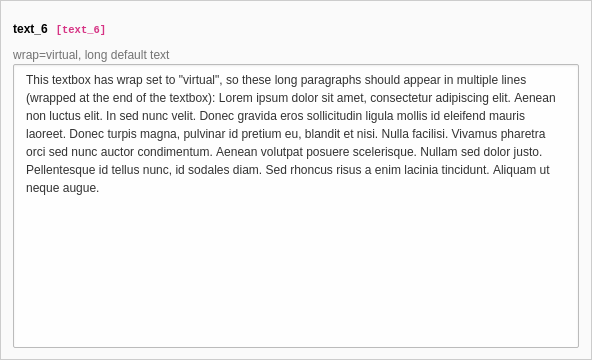 text_6 [text_6]
wrap=virtual, long default text
This textbox has wrap set to "virtual", so these long paragraphs should appear in multiple lines
(wrapped at the end of the textbox): Lorem ipsum dolor sit amet, consectetur adipiscing elit. Aenean
non luctus elit. In sed nunc velit. Donec gravida eros sollicitudin ligula mollis id eleifend mauris
laoreet. Donec turpis magna, pulvinar id pretium eu, blandit et nisi. Nulla facilisi. Vivamus pharetra
orci sed nunc auctor condimentum. Aenean volutpat posuere scelerisque. Nullam sed dolor justo.
Pellentesque id tellus nunc, id sodales diam. Sed rhoncus risus a enim lacinia tincidunt. Aliquam ut
neque augue.